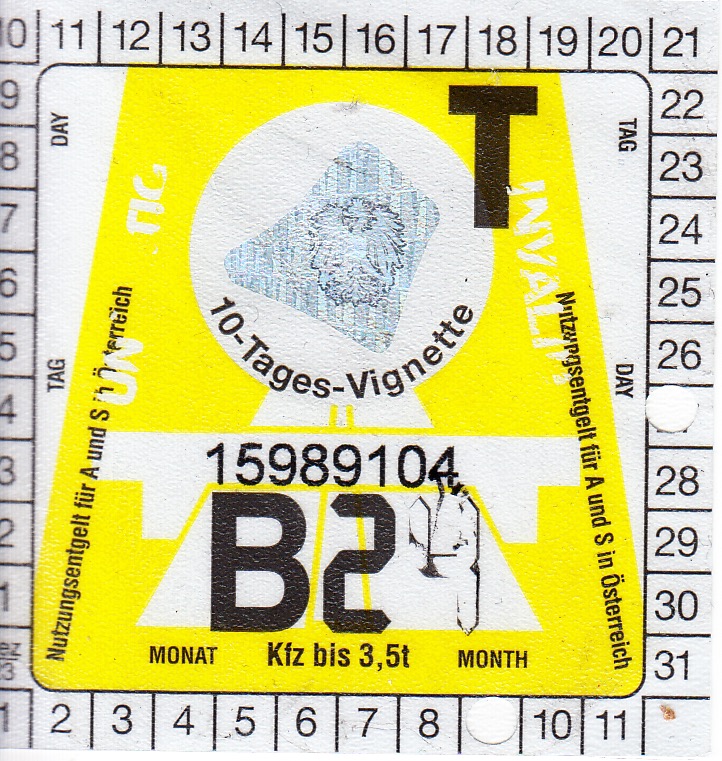 10 11 12 13 14 15 16 17 18 19 20 21
9 DAY T TAG 22
8 23
7 INVALID 24
6 25
5 TAG DAY 26
4
3 28
2 29
1 30
31
10-Tages-Vignette
Nutzungsentgelt für A und S in Österreich
Nutzungsentgelt für A und S in Österreich
15989104
B2
MONAT Kfz bis 3,5t MONTH
1 2 3 4 5 6 7 8 10 11